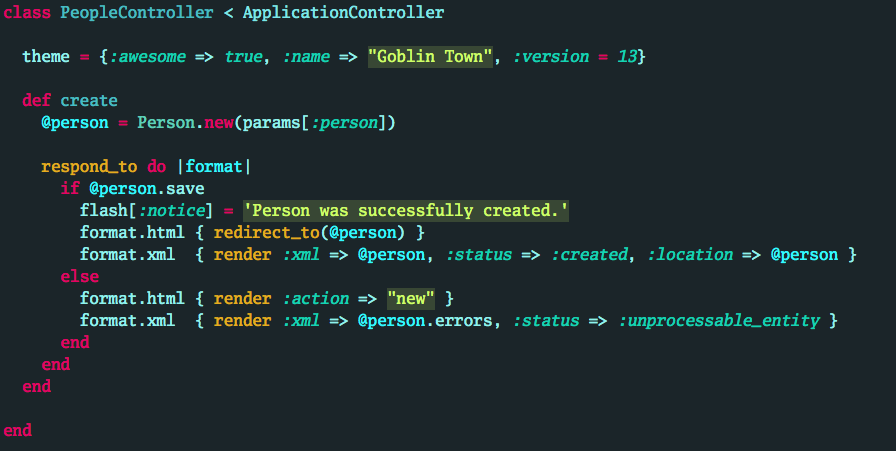 class PeopleController < ApplicationController
theme = {:awesome => true, :name => "Goblin Town", :version = 13}
def create
@person = Person.new(params[:person])
respond_to do |format|
if @person.save
flash[:notice] = 'Person was successfully created.'
format.html { redirect_to(@person) }
format.xml  { render :xml => @person, :status => :created, :location => @person }
else
format.html { render :action => "new" }
format.xml  { render :xml => @person.errors, :status => :unprocessable_entity }
end
end
end
end